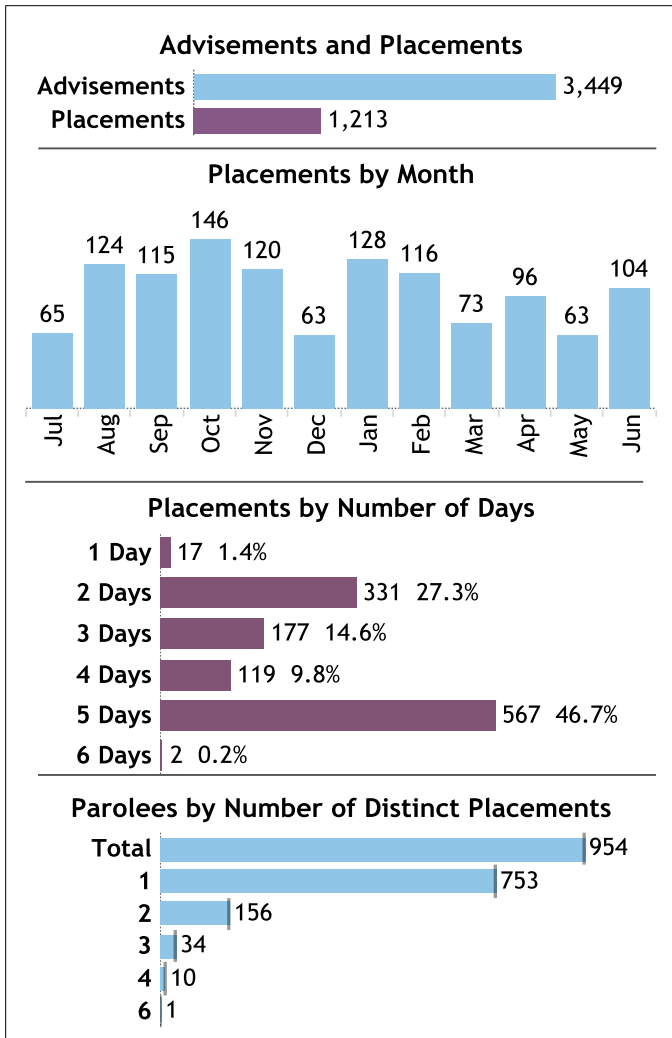 Advisements and Placements
Advisements 3,449
Placements 1,213
Placements by Month
65 124 115 146 120 63 128 116 73 96 63 104
Jul Aug Sep Oct Nov Dec Jan Feb Mar Apr May Jun
Placements by Number of Days
1 Day 17 1.4%
2 Days 331 27.3%
3 Days 177 14.6%
4 Days 119 9.8%
5 Days 567 46.7%
6 Days 2 0.2%
Parolees by Number of Distinct Placements
Total 954
1 753
2 156
3 34
4 10
6 1